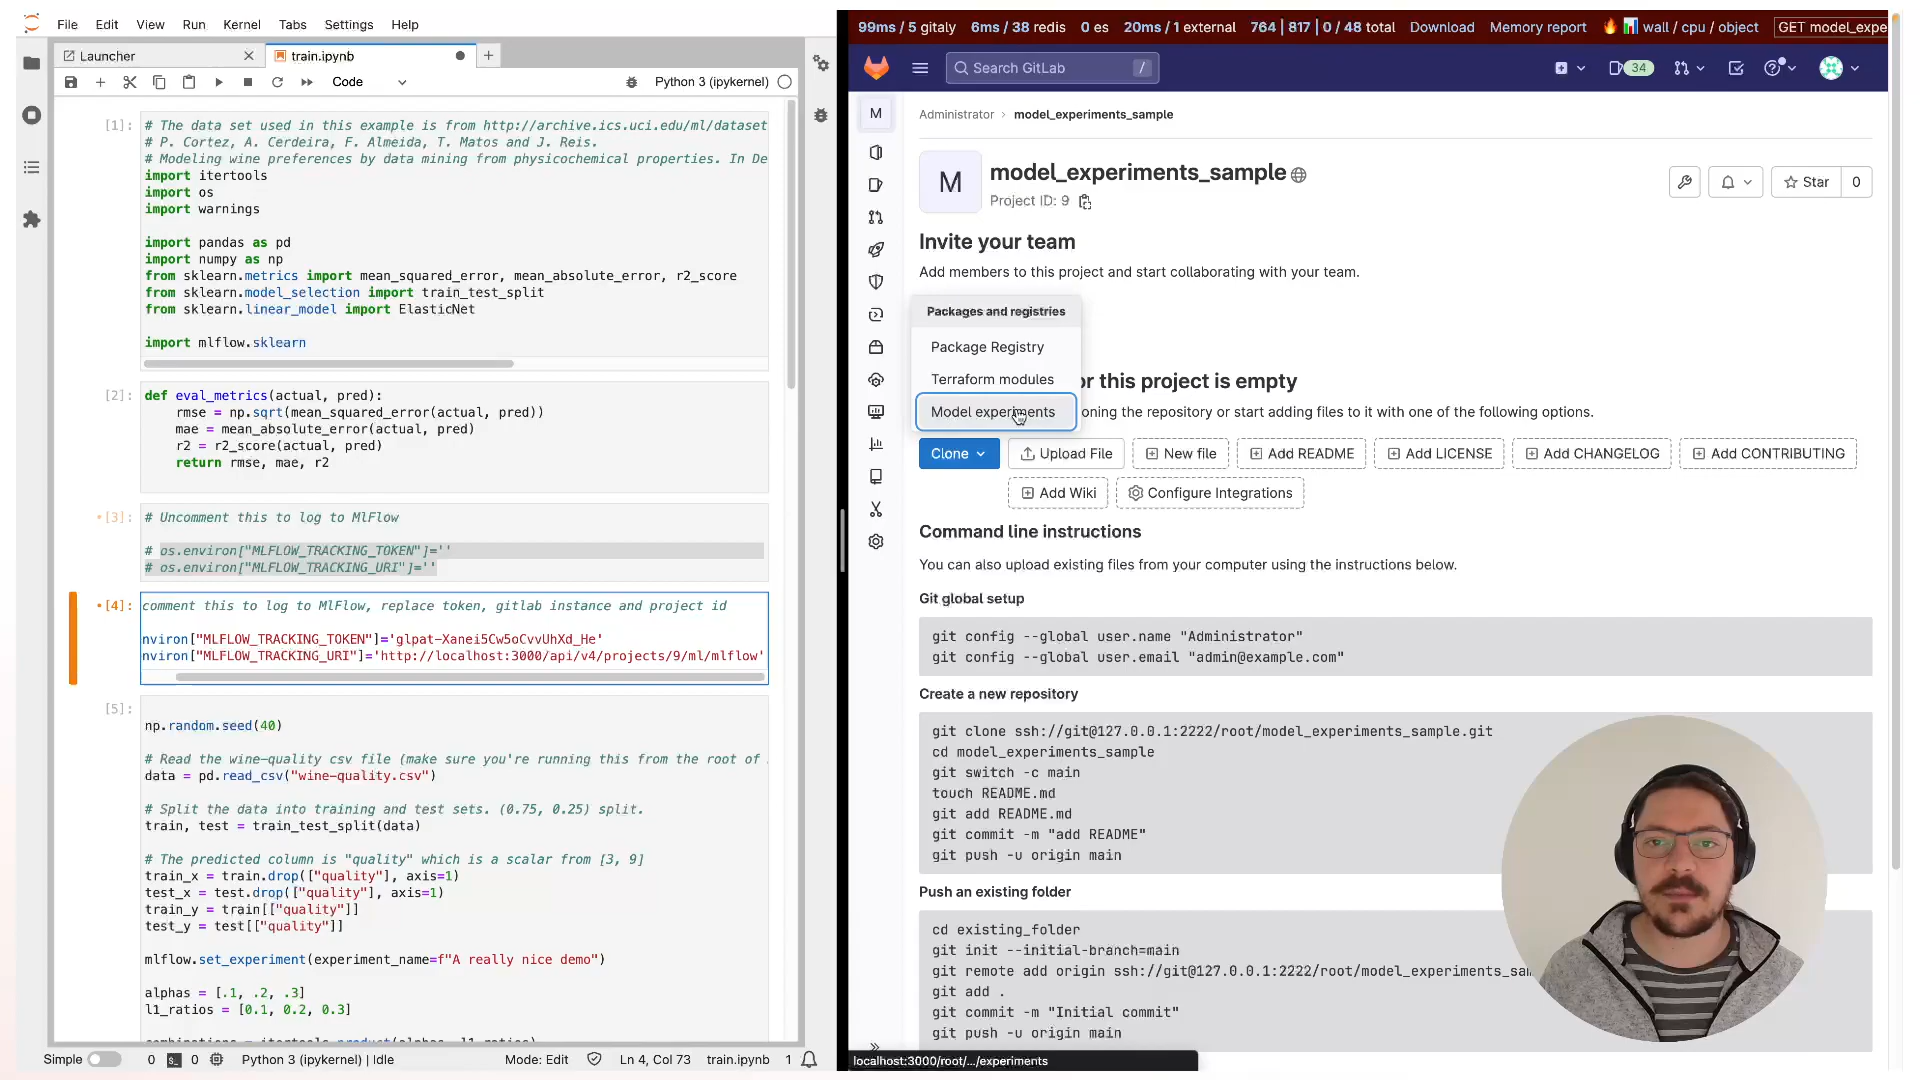 File Edit View Run Kernel Tabs Settings Help
Launcher
train.ipynb
Code
Python 3 (ipykernel)
[1]:
# The data set used in this example is from http://archive.ics.uci.edu/ml/dataset
# P. Cortez, A. Cerdeira, F. Almeida, T. Matos and J. Reis.
# Modeling wine preferences by data mining from physicochemical properties. In De
import itertools
import os
import warnings
import pandas as pd
import numpy as np
from sklearn.metrics import mean_squared_error, mean_absolute_error, r2_score
from sklearn.model_selection import train_test_split
from sklearn.linear_model import ElasticNet
import mlflow.sklearn
[2]:
def eval_metrics(actual, pred):
rmse = np.sqrt(mean_squared_error(actual, pred))
mae = mean_absolute_error(actual, pred)
r2 = r2_score(actual, pred)
return rmse, mae, r2
[3]:
# Uncomment this to log to MlFlow
# os.environ["MLFLOW_TRACKING_TOKEN"]=''
# os.environ["MLFLOW_TRACKING_URI"]=''
[4]:
comment this to log to MlFlow, replace token, gitlab instance and project id
nviron["MLFLOW_TRACKING_TOKEN"]='glpat-Xanei5Cw5oCvvUhXd_He'
nviron["MLFLOW_TRACKING_URI"]='http://localhost:3000/api/v4/projects/9/ml/mlflow'
[5]:
np.random.seed(40)
# Read the wine-quality csv file (make sure you're running this from the root of
data = pd.read_csv("wine-quality.csv")
# Split the data into training and test sets. (0.75, 0.25) split.
train, test = train_test_split(data)
# The predicted column is "quality" which is a scalar from [3, 9]
train_x = train.drop(["quality"], axis=1)
test_x = test.drop(["quality"], axis=1)
train_y = train[["quality"]]
test_y = test[["quality"]]
mlflow.set_experiment(experiment_name=f"A really nice demo")
alphas = [.1, .2, .3]
l1_ratios = [0.1, 0.2, 0.3]
Simple 0 0 Python 3 (ipykernel) | Idle Mode: Edit Ln 4, Col 73 train.ipynb 1
99ms / 5 gitaly 6ms / 38 redis 0 es 20ms / 1 external 764 | 817 | 0 / 48 total Download Memory report wall / cpu / object GET model_expe
Search GitLab /
34
M
Administrator › model_experiments_sample
M
model_experiments_sample
Project ID: 9
Star 0
Invite your team
Add members to this project and start collaborating with your team.
Packages and registries
Package Registry
Terraform modules
Model experiments
or this project is empty
oning the repository or start adding files to it with one of the following options.
Clone Upload File New file Add README Add LICENSE Add CHANGELOG Add CONTRIBUTING
Add Wiki Configure Integrations
Command line instructions
You can also upload existing files from your computer using the instructions below.
Git global setup
git config --global user.name "Administrator"
git config --global user.email "admin@example.com"
Create a new repository
git clone ssh://git@127.0.0.1:2222/root/model_experiments_sample.git
cd model_experiments_sample
git switch -c main
touch README.md
git add README.md
git commit -m "add README"
git push -u origin main
Push an existing folder
cd existing_folder
git init --initial-branch=main
git remote add origin ssh://git@127.0.0.1:2222/root/model_experiments_sam
git add .
git commit -m "Initial commit"
git push -u origin main
localhost:3000/root/.../experiments